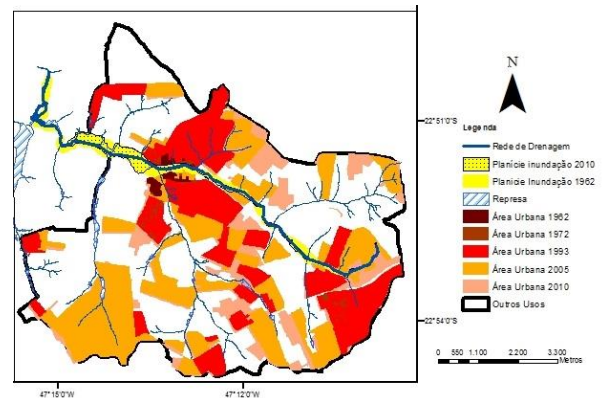 N
22°51'0"S
Legenda
Rede de Drenagem
Planície inundação 2010
Planície Inundação 1962
Represa
Área Urbana 1962
Área Urbana 1972
Área Urbana 1993
Área Urbana 2005
Área Urbana 2010
Outros Usos
22°54'0"S
0 550 1.100 2.200 3.300
Metros
47°15'0"W 47°12'0"W